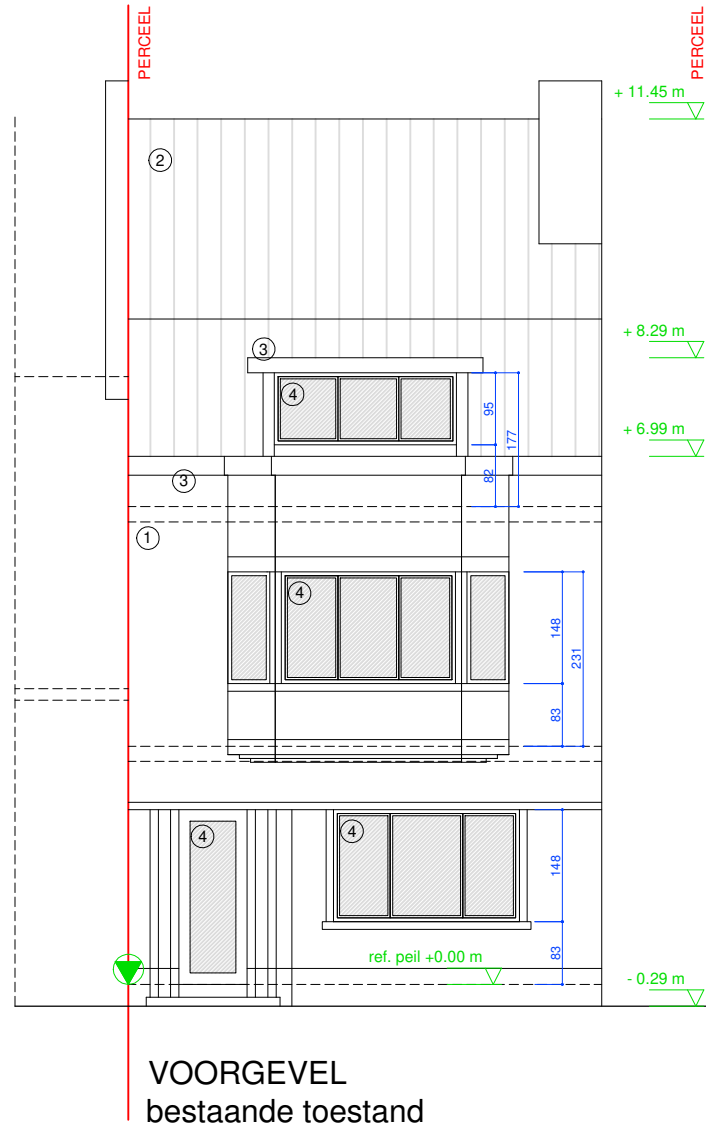 PERCEEL
PERCEEL
+ 11.45 m
2
+ 8.29 m
3
4
95
177
+ 6.99 m
82
3
1
4
148
231
83
4
4
148
ref. peil +0.00 m
83
- 0.29 m
VOORGEVEL
bestaande toestand